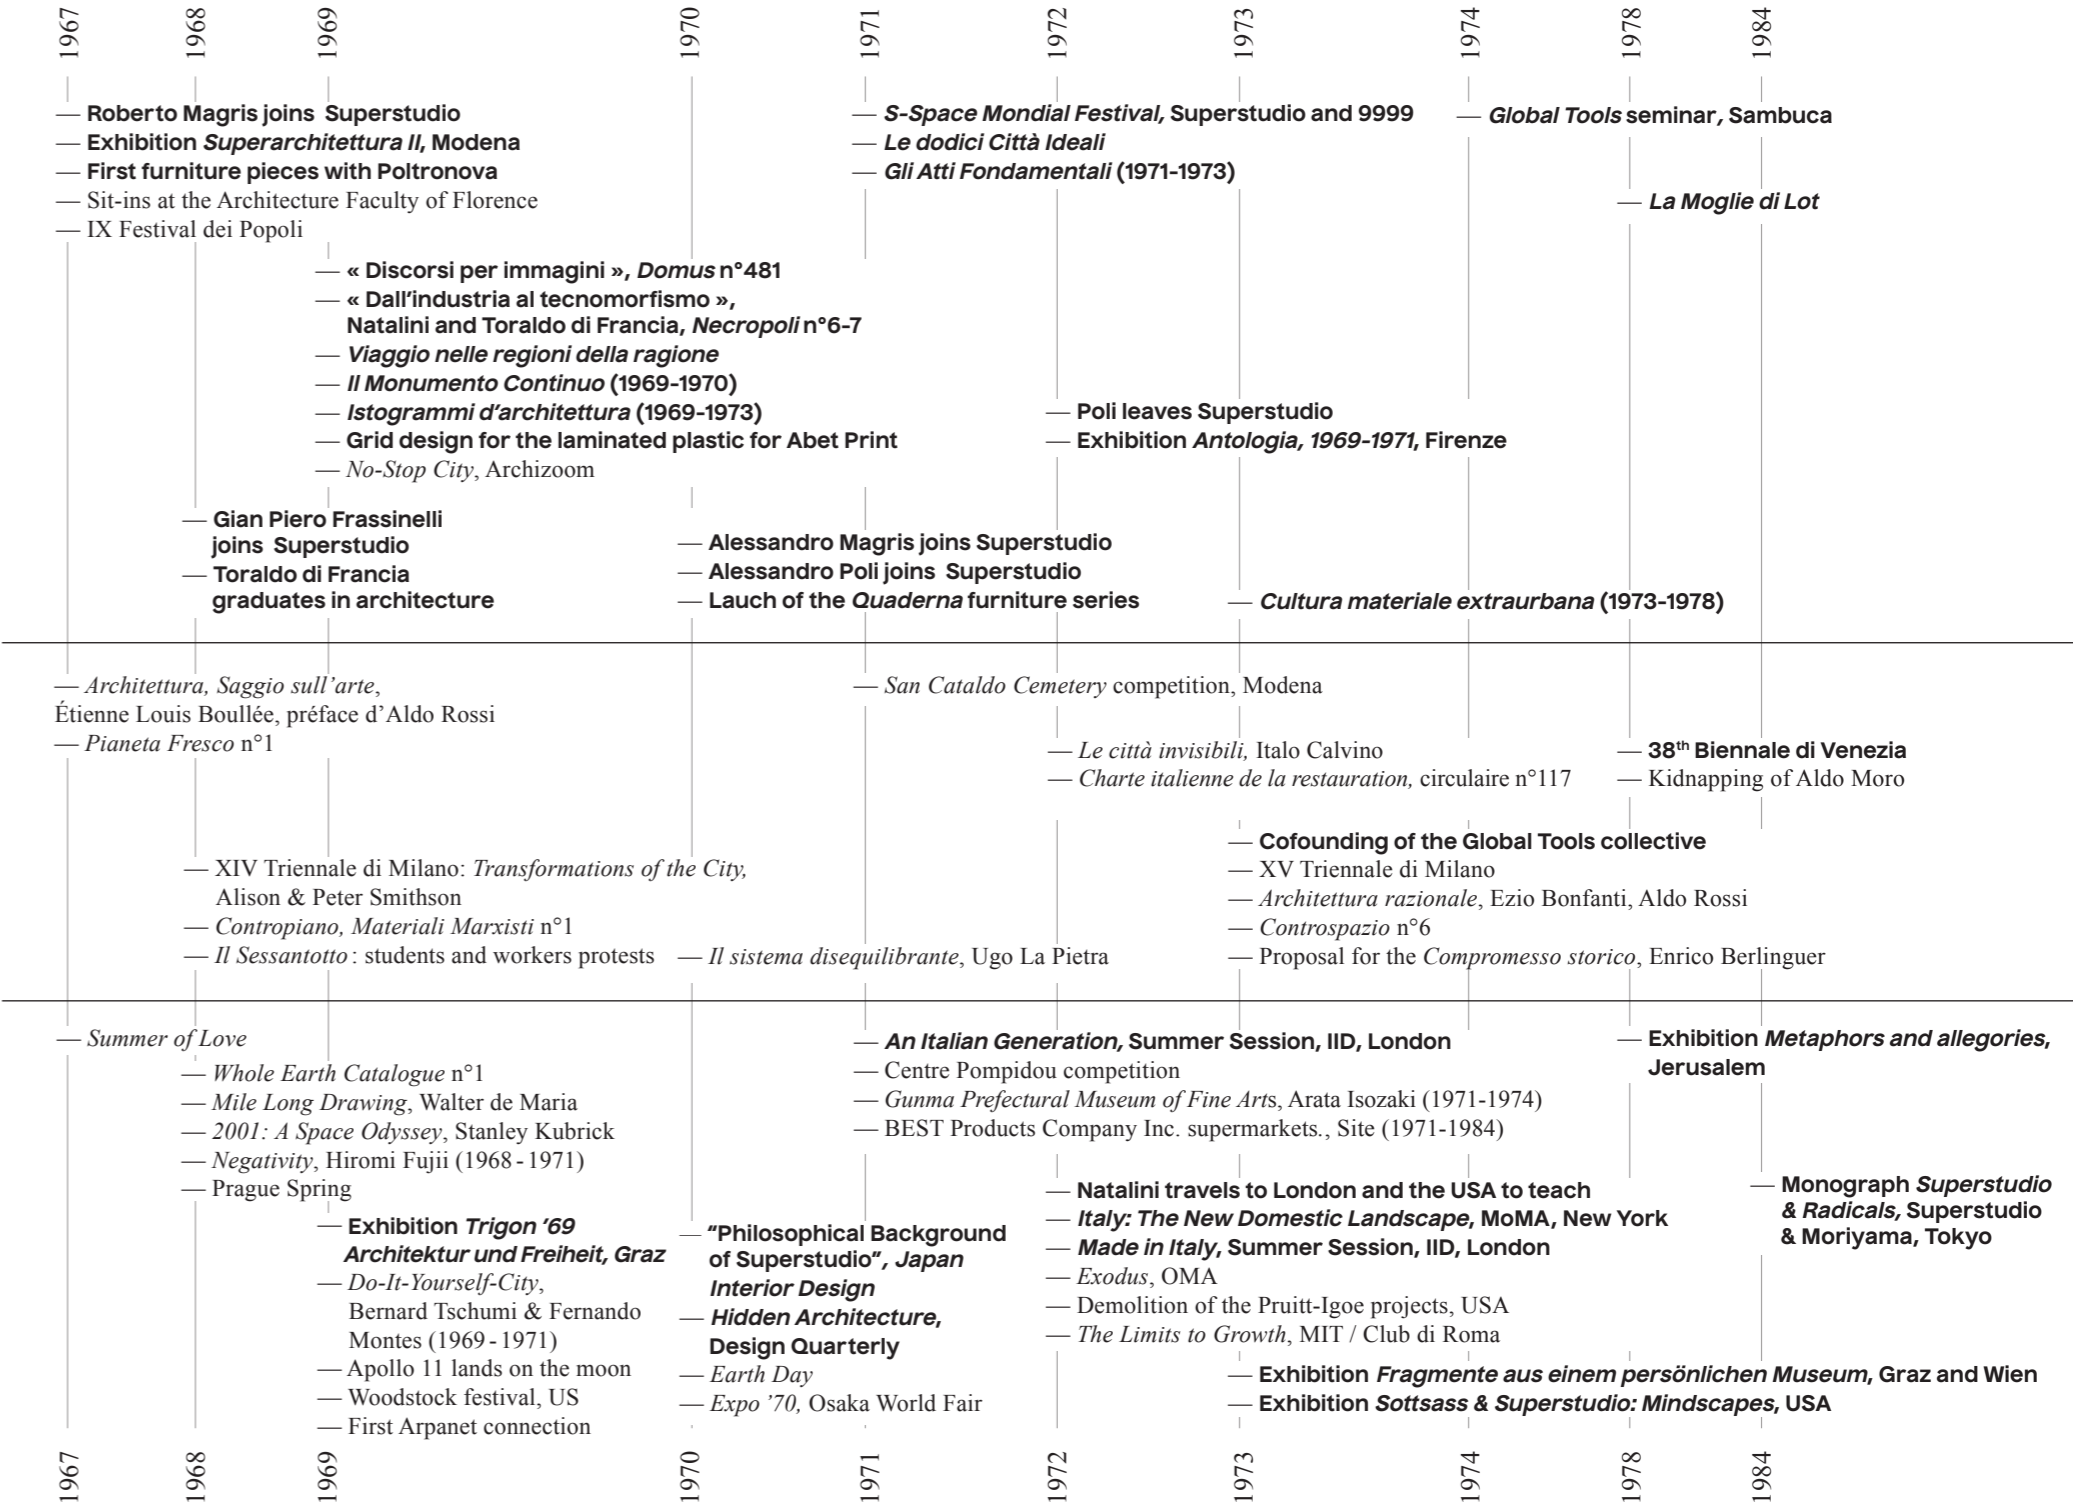 1967
1968
1969
1970
1971
1972
1973
1974
1978
1984
— Roberto Magris joins Superstudio
— Exhibition Superarchitettura II, Modena
— First furniture pieces with Poltronova
— Sit-ins at the Architecture Faculty of Florence
— IX Festival dei Popoli
— S-Space Mondial Festival, Superstudio and 9999
— Le dodici Città Ideali
— Gli Atti Fondamentali (1971-1973)
— Global Tools seminar, Sambuca
— La Moglie di Lot
— « Discorsi per immagini », Domus n°481
— « Dall'industria al tecnomorfismo »,
Natalini and Toraldo di Francia, Necropoli n°6-7
— Viaggio nelle regioni della ragione
— Il Monumento Continuo (1969-1970)
— Istogrammi d'architettura (1969-1973)
— Grid design for the laminated plastic for Abet Print
— No-Stop City, Archizoom
— Poli leaves Superstudio
— Exhibition Antologia, 1969-1971, Firenze
— Gian Piero Frassinelli
joins Superstudio
— Toraldo di Francia
graduates in architecture
— Alessandro Magris joins Superstudio
— Alessandro Poli joins Superstudio
— Lauch of the Quaderna furniture series
— Cultura materiale extraurbana (1973-1978)
— Architettura, Saggio sull'arte,
Étienne Louis Boullée, préface d'Aldo Rossi
— Pianeta Fresco n°1
— San Cataldo Cemetery competition, Modena
— Le città invisibili, Italo Calvino
— Charte italienne de la restauration, circulaire n°117
— 38th Biennale di Venezia
— Kidnapping of Aldo Moro
— XIV Triennale di Milano: Transformations of the City,
Alison & Peter Smithson
— Contropiano, Materiali Marxisti n°1
— Il Sessantotto : students and workers protests
— Il sistema disequilibrante, Ugo La Pietra
— Cofounding of the Global Tools collective
— XV Triennale di Milano
— Architettura razionale, Ezio Bonfanti, Aldo Rossi
— Controspazio n°6
— Proposal for the Compromesso storico, Enrico Berlinguer
— Summer of Love
— Whole Earth Catalogue n°1
— Mile Long Drawing, Walter de Maria
— 2001: A Space Odyssey, Stanley Kubrick
— Negativity, Hiromi Fujii (1968 - 1971)
— Prague Spring
— An Italian Generation, Summer Session, IID, London
— Centre Pompidou competition
— Gunma Prefectural Museum of Fine Arts, Arata Isozaki (1971-1974)
— BEST Products Company Inc. supermarkets., Site (1971-1984)
— Exhibition Metaphors and allegories,
Jerusalem
— Exhibition Trigon '69
Architektur und Freiheit, Graz
— Do-It-Yourself-City,
Bernard Tschumi & Fernando
Montes (1969 - 1971)
— Apollo 11 lands on the moon
— Woodstock festival, US
— First Arpanet connection
— "Philosophical Background
of Superstudio", Japan
Interior Design
— Hidden Architecture,
Design Quarterly
— Earth Day
— Expo '70, Osaka World Fair
— Natalini travels to London and the USA to teach
— Italy: The New Domestic Landscape, MoMA, New York
— Made in Italy, Summer Session, IID, London
— Exodus, OMA
— Demolition of the Pruitt-Igoe projects, USA
— The Limits to Growth, MIT / Club di Roma
— Monograph Superstudio
& Radicals, Superstudio
& Moriyama, Tokyo
— Exhibition Fragmente aus einem persönlichen Museum, Graz and Wien
— Exhibition Sottsass & Superstudio: Mindscapes, USA
1967
1968
1969
1970
1971
1972
1973
1974
1978
1984